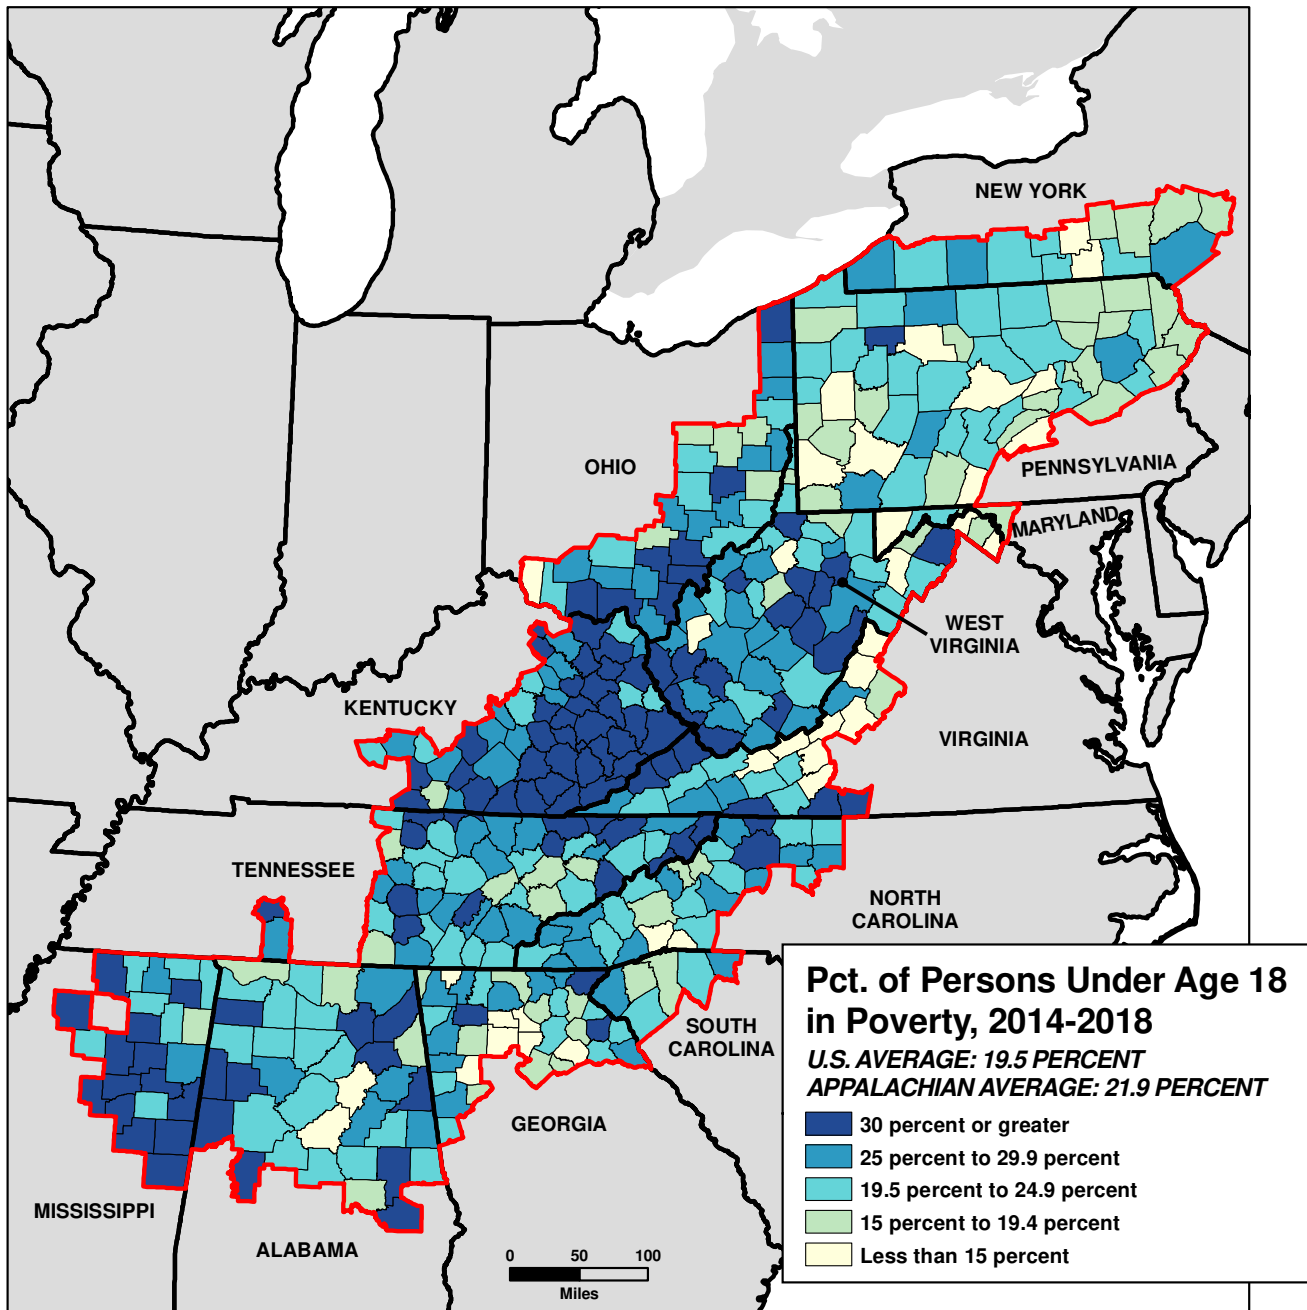 NEW YORK
OHIO
PENNSYLVANIA
MARYLAND
WEST
VIRGINIA
KENTUCKY
VIRGINIA
TENNESSEE
NORTH
CAROLINA
SOUTH
CAROLINA
GEORGIA
MISSISSIPPI
ALABAMA
0 50 100
Miles
Pct. of Persons Under Age 18
in Poverty, 2014-2018
U.S. AVERAGE: 19.5 PERCENT
APPALACHIAN AVERAGE: 21.9 PERCENT
30 percent or greater
25 percent to 29.9 percent
19.5 percent to 24.9 percent
15 percent to 19.4 percent
Less than 15 percent